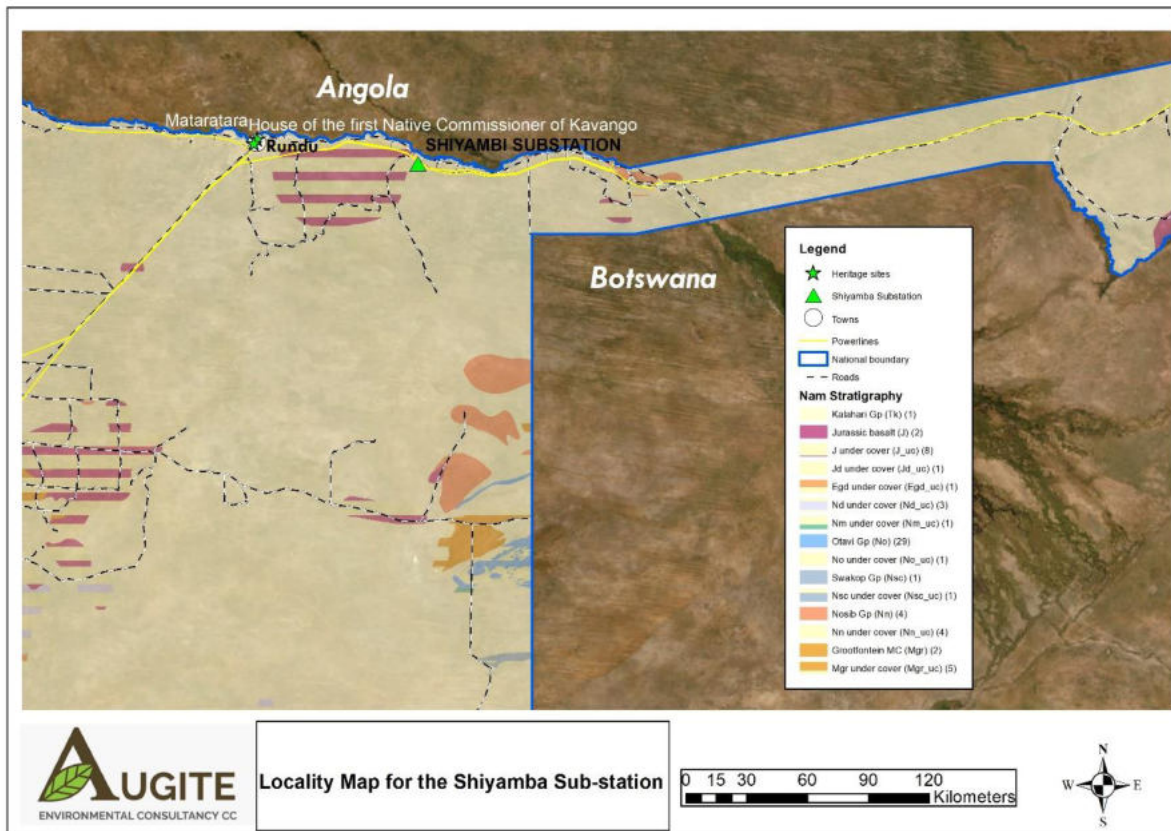 Angola
Mataratara
House of the first Native Commissioner of Kavango
Rundu
SHIYAMBI SUBSTATION
Botswana
Legend
Heritage sites
Shiyamba Substation
Towns
Powerlines
National boundary
Roads
Nam Stratigraphy
Kalahari Gp (Tk) (1)
Jurassic basalt (J) (2)
J under cover (J_uc) (8)
Jd under cover (Jd_uc) (1)
Egd under cover (Egd_uc) (1)
Nd under cover (Nd_uc) (3)
Nm under cover (Nm_uc) (1)
Otavi Gp (No) (29)
No under cover (No_uc) (1)
Swakop Gp (Nsc) (1)
Nsc under cover (Nsc_uc) (1)
Nosib Gp (Nn) (4)
Nn under cover (Nn_uc) (4)
Grootfontein MC (Mgr) (2)
Mgr under cover (Mgr_uc) (5)
AUGITE
ENVIRONMENTAL CONSULTANCY CC
Locality Map for the Shiyamba Sub-station
0 15 30 60 90 120
Kilometers
N
W E
S